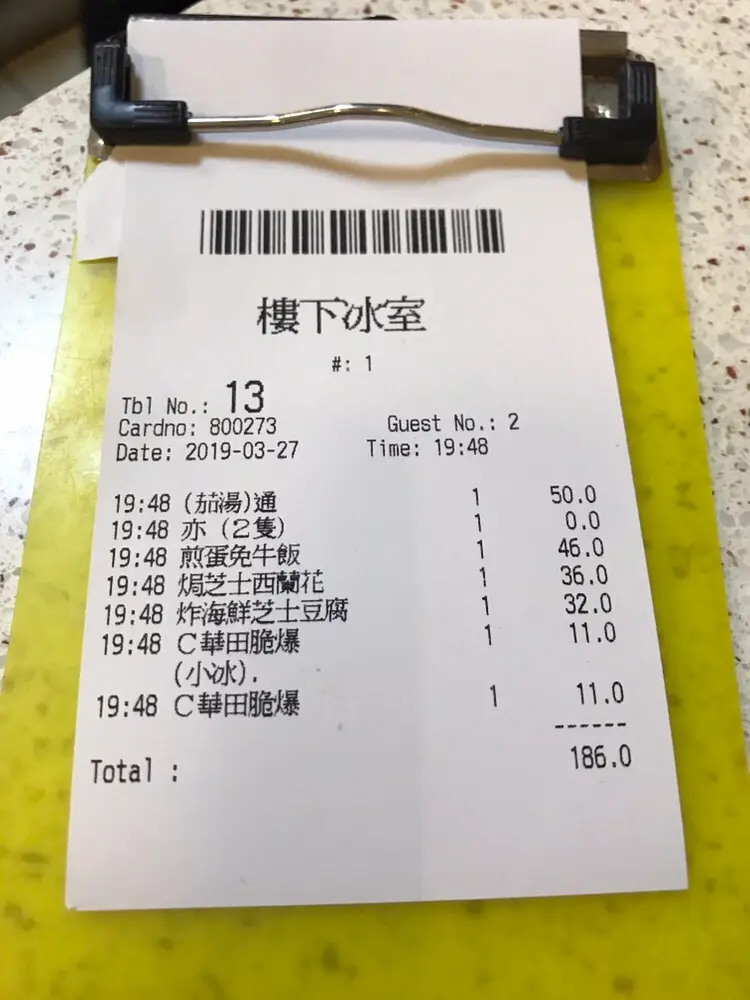 樓下冰室
#: 1
Tbl No.: 13
Cardno: 800273 Guest No.: 2
Date: 2019-03-27 Time: 19:48
19:48 (茄湯)通 1 50.0
19:48 亦 (2隻) 1 0.0
19:48 煎蛋免牛飯 1 46.0
19:48 焗芝士西蘭花 1 36.0
19:48 炸海鮮芝士豆腐 1 32.0
19:48 C華田脆爆 1 11.0
(小冰).
19:48 C華田脆爆 1 11.0
------
Total : 186.0